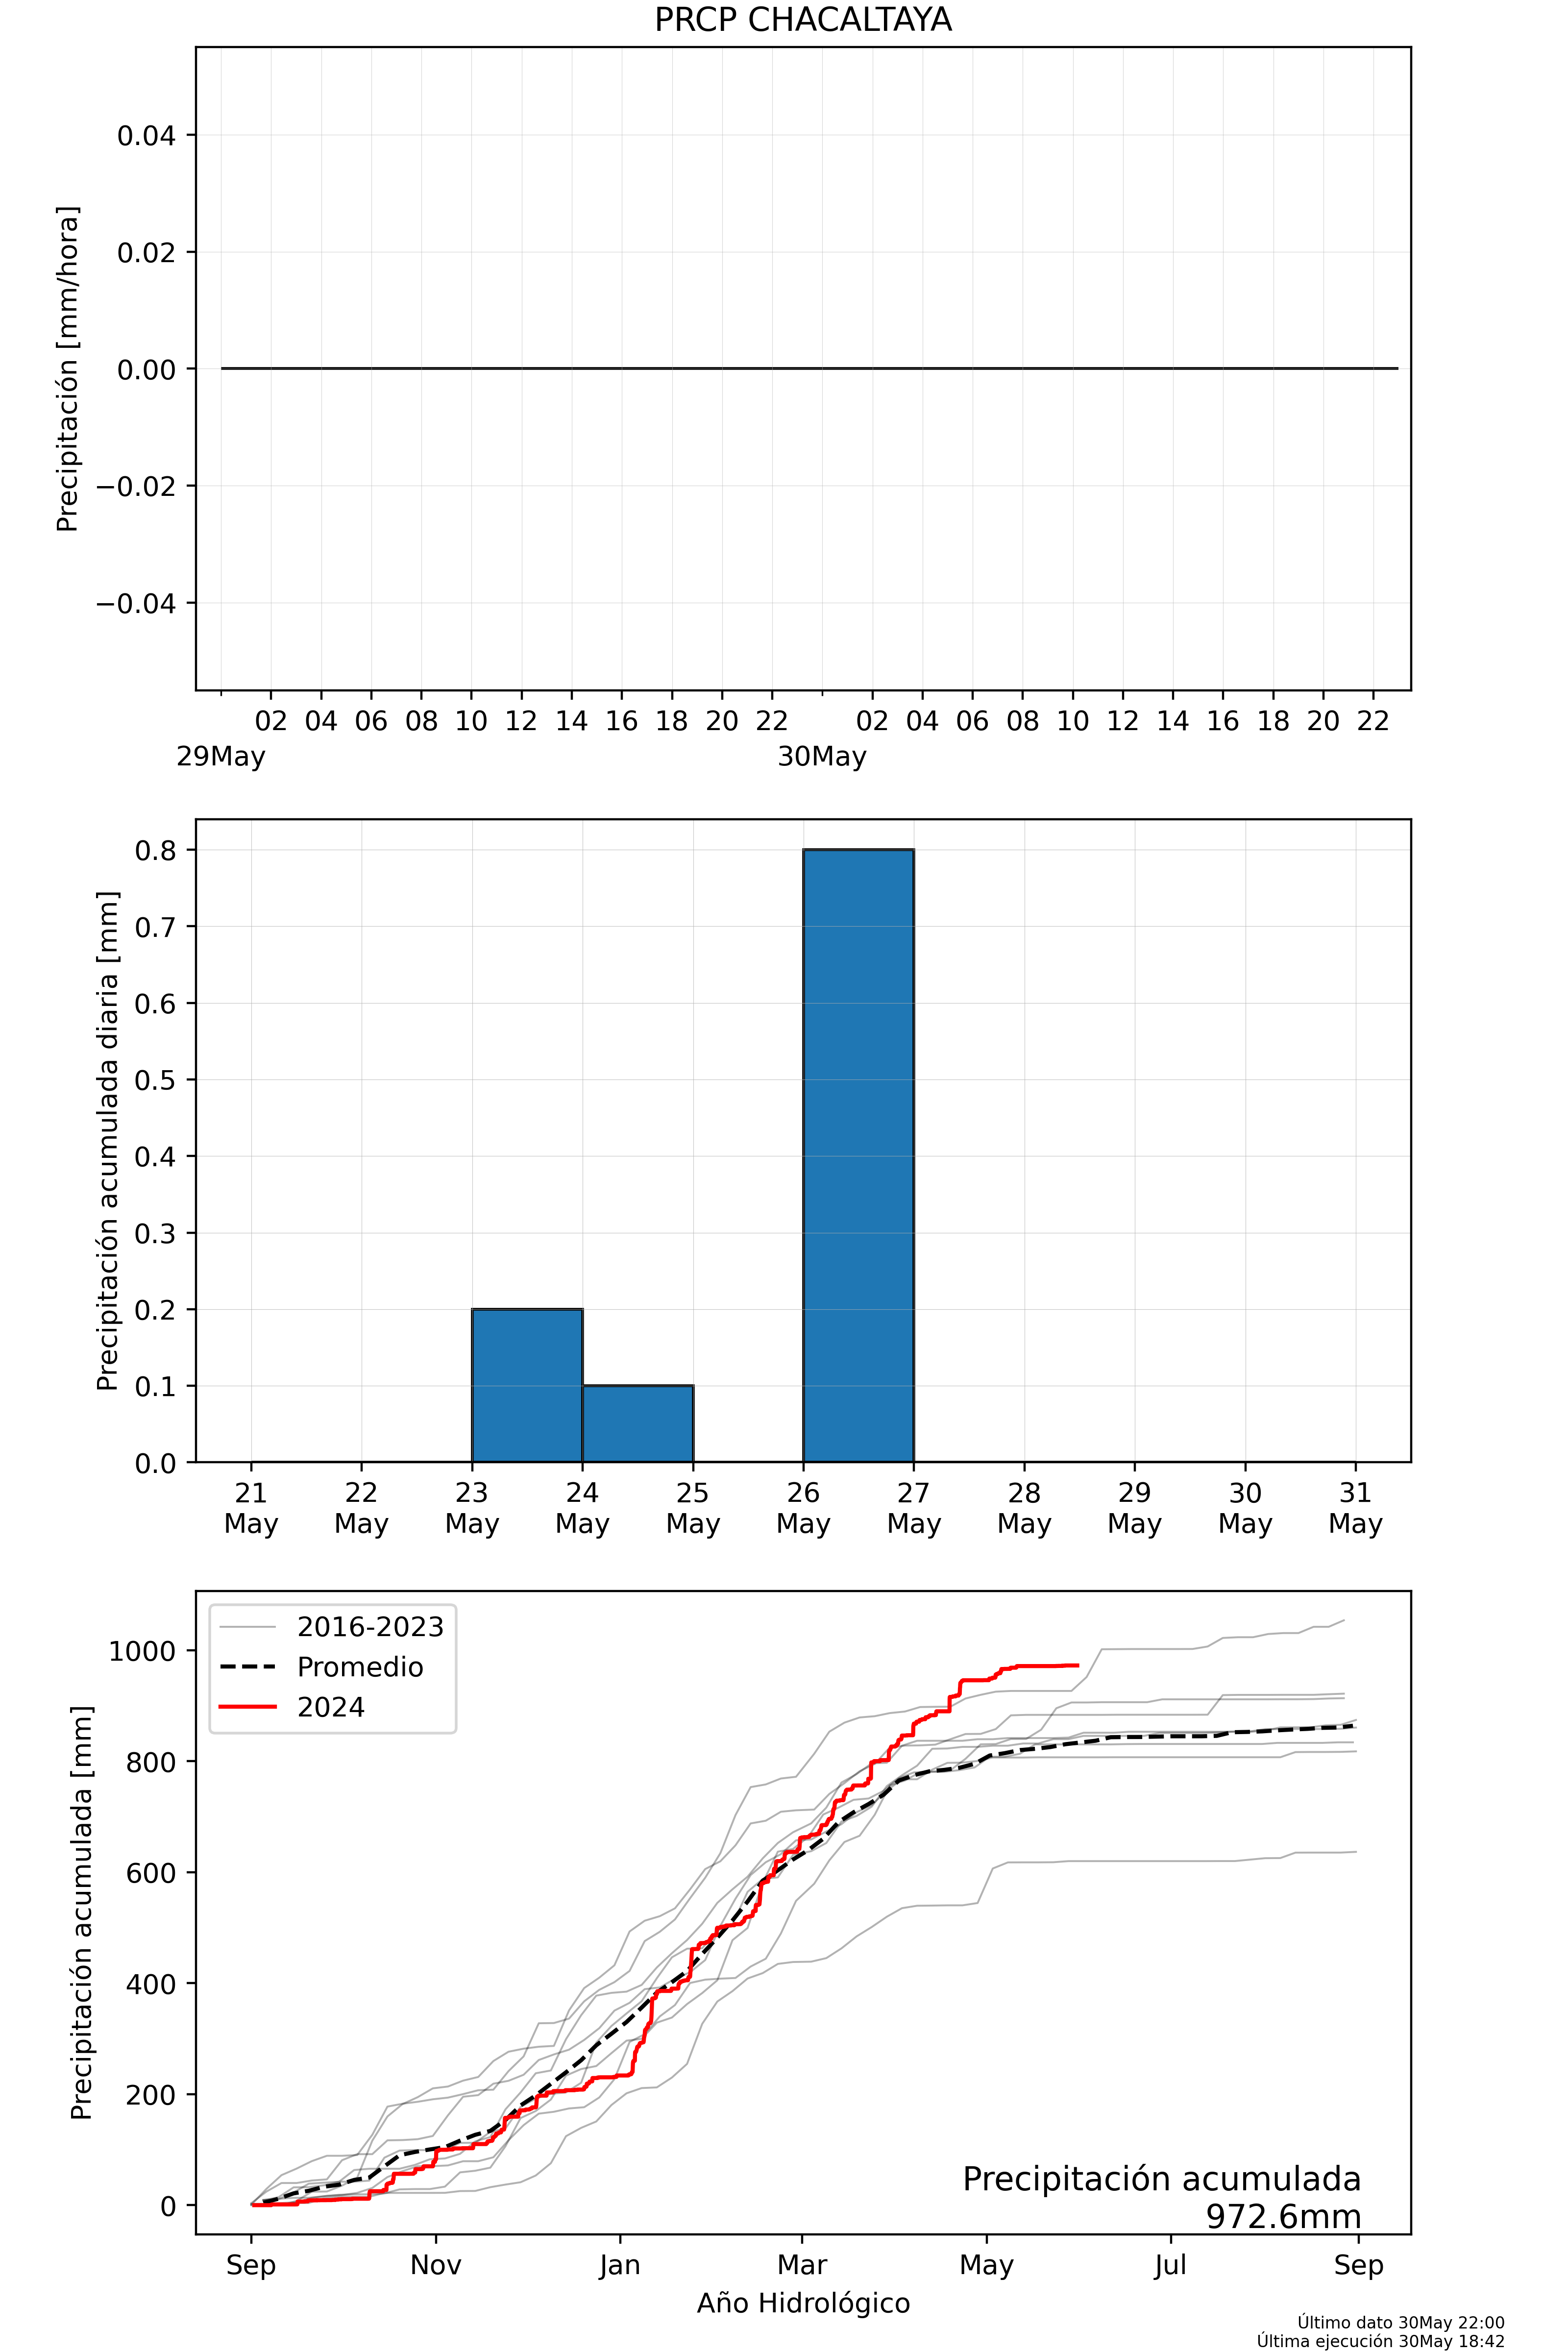 PRCP CHACALTAYA
Precipitación [mm/hora]
0.04
0.02
0.00
−0.02
−0.04
02 04 06 08 10 12 14 16 18 20 22 02 04 06 08 10 12 14 16 18 20 22
29May 30May
Precipitación acumulada diaria [mm]
0.8
0.7
0.6
0.5
0.4
0.3
0.2
0.1
0.0
21 22 23 24 25 26 27 28 29 30 31
May May May May May May May May May May May
Precipitación acumulada [mm]
1000
800
600
400
200
0
2016-2023
Promedio
2024
Precipitación acumulada
972.6mm
Sep Nov Jan Mar May Jul Sep
Año Hidrológico
Último dato 30May 22:00
Última ejecución 30May 18:42